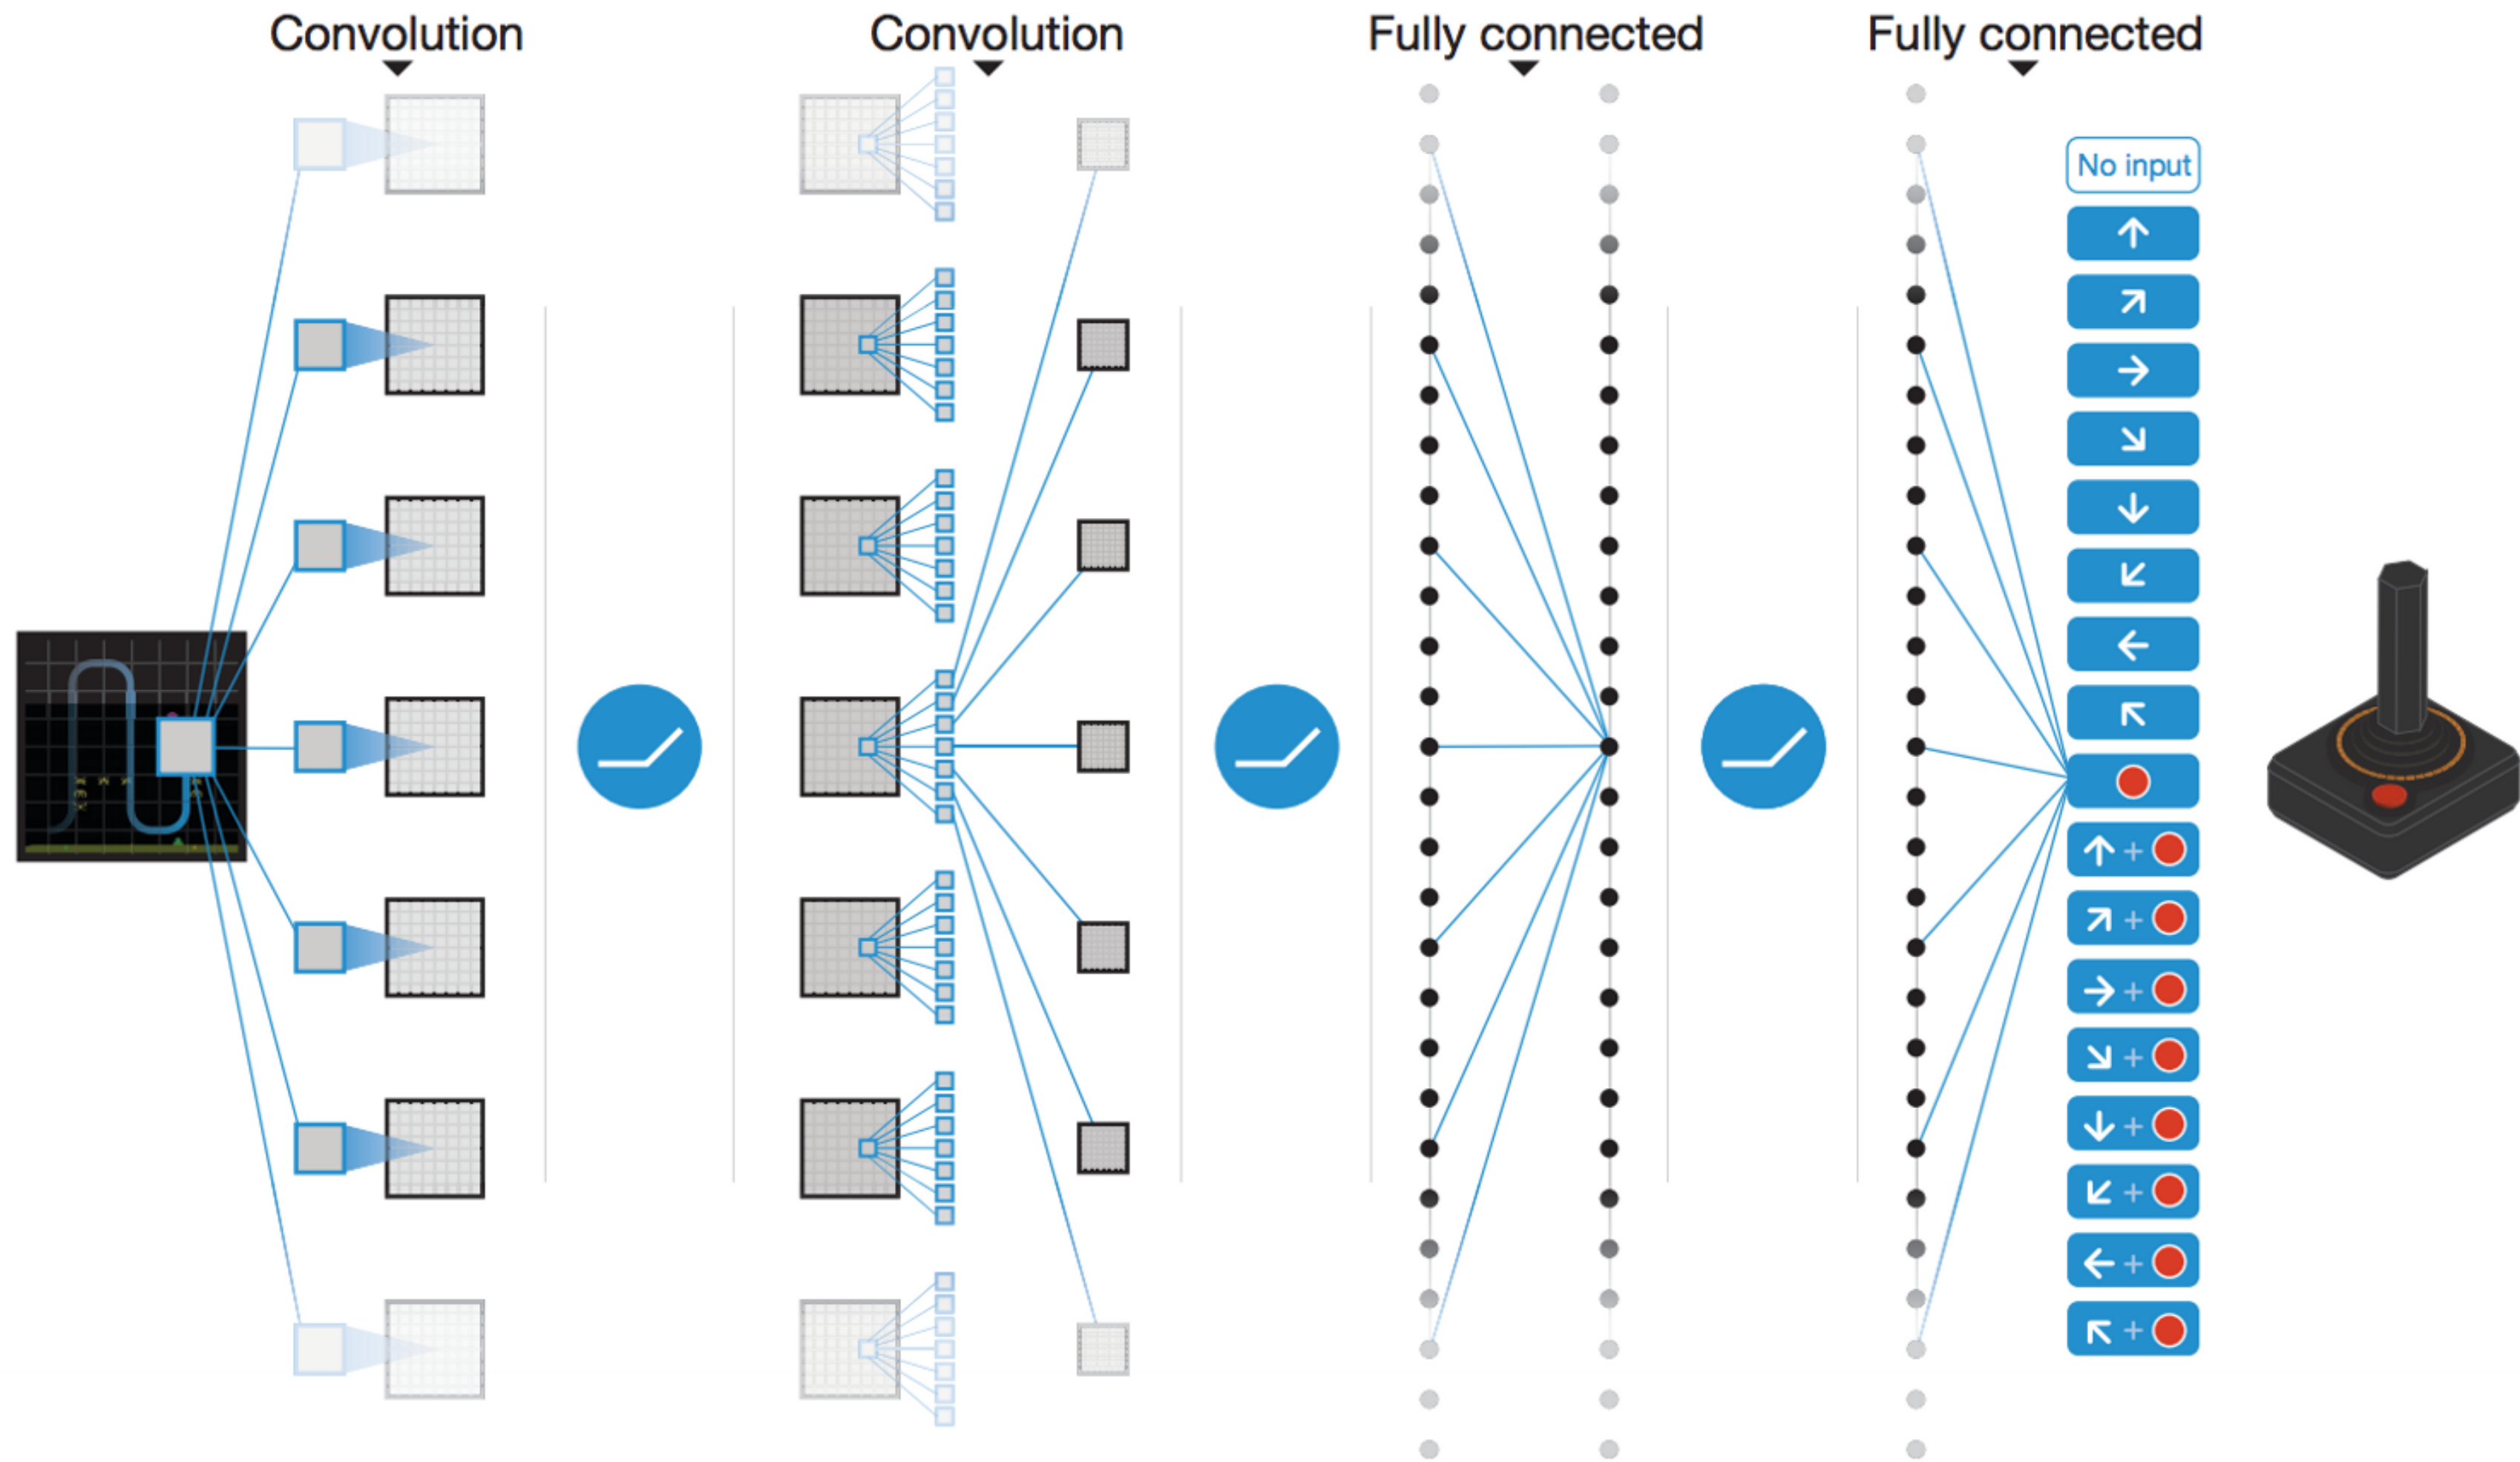 Convolution
Convolution
Fully connected
Fully connected
No input
+
+
+
+
+
+
+
+